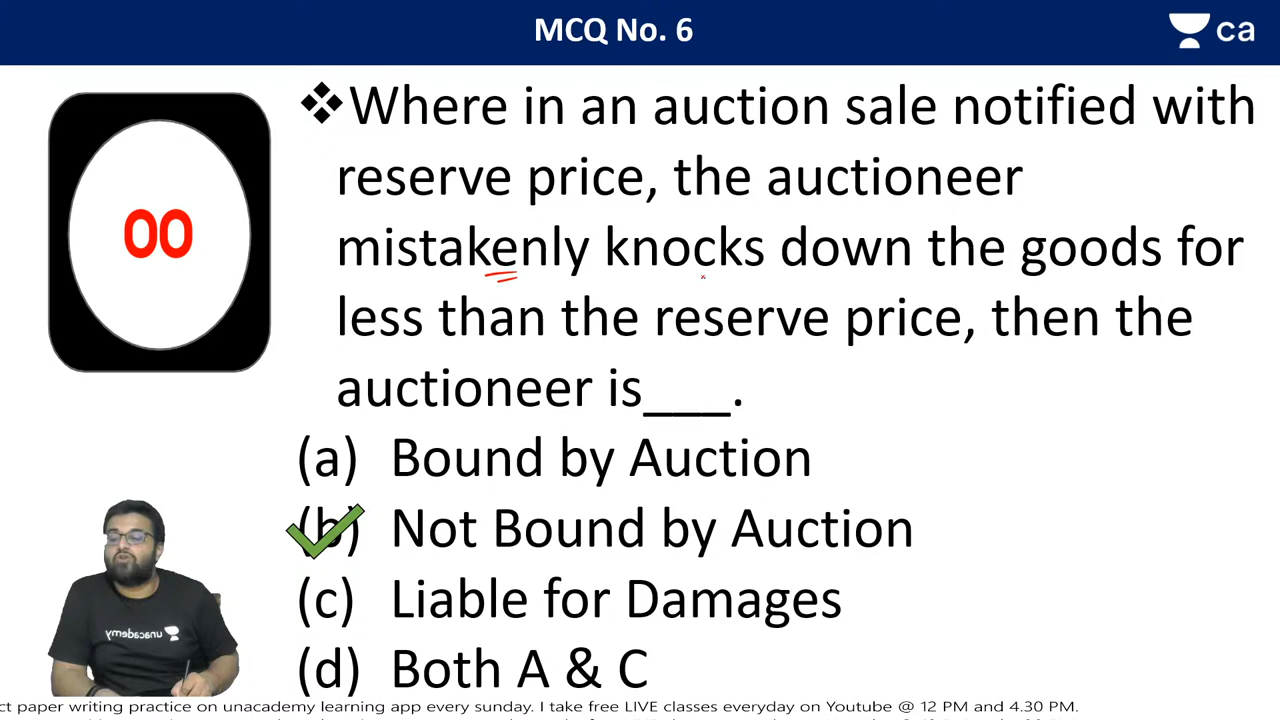 MCQ No. 6
ca
00
❖Where in an auction sale notified with
reserve price, the auctioneer
mistakenly knocks down the goods for
less than the reserve price, then the
auctioneer is___.
(a) Bound by Auction
(b) Not Bound by Auction
(c) Liable for Damages
(d) Both A & C
unacademy
ct paper writing practice on unacademy learning app every sunday. I take free LIVE classes everyday on Youtube @ 12 PM and 4.30 PM.